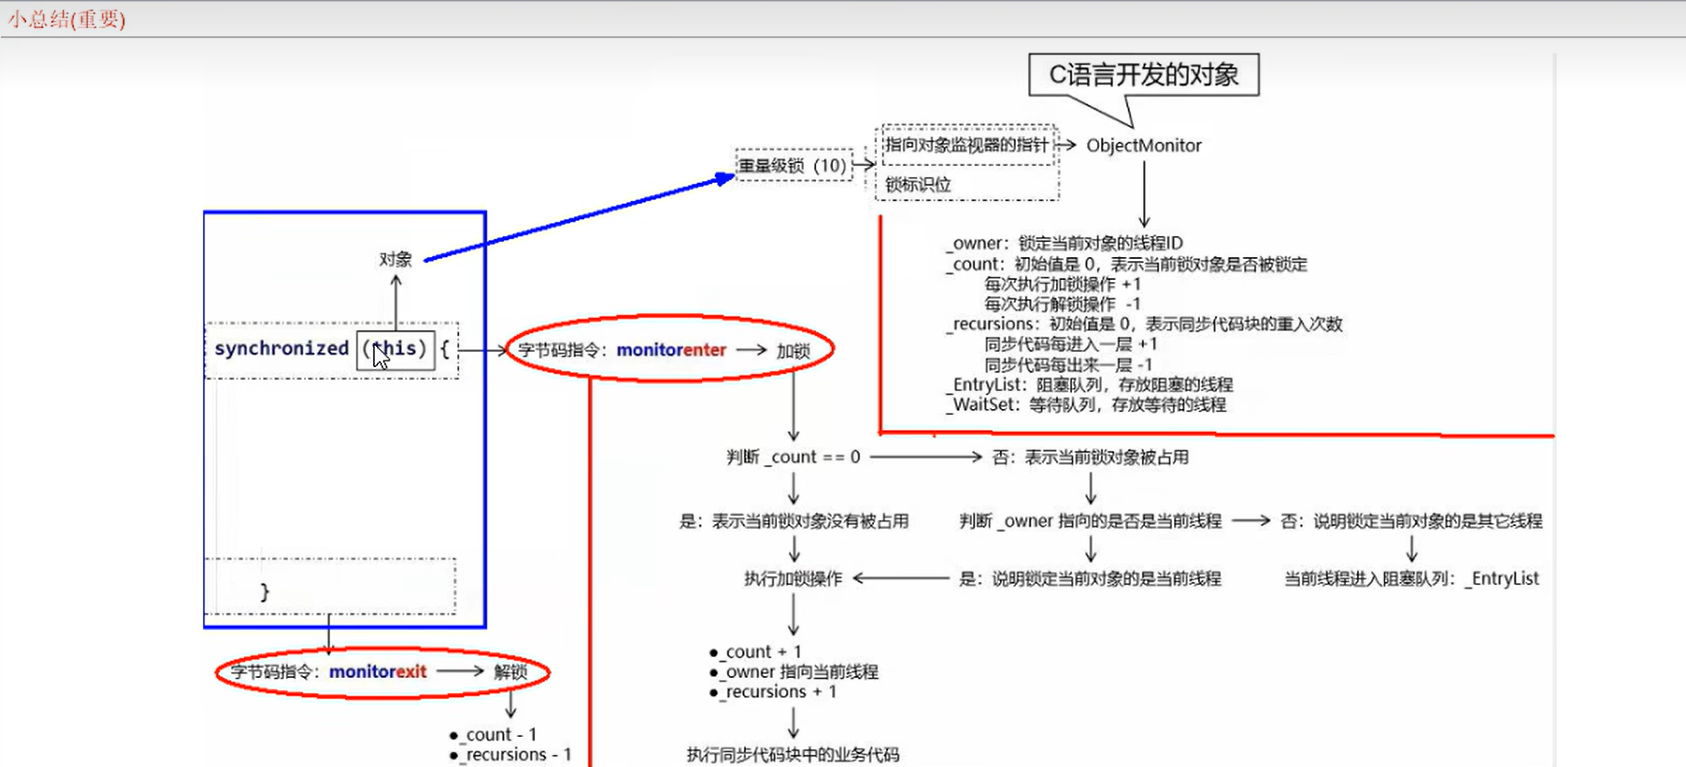 小总结(重要)
C语言开发的对象
重量级锁（10）
指向对象监视器的指针
ObjectMonitor
锁标识位
_owner：锁定当前对象的线程ID
_count：初始值是 0，表示当前锁对象是否被锁定
每次执行加锁操作 +1
每次执行解锁操作 -1
_recursions：初始值是 0，表示同步代码块的重入次数
同步代码每进入一层 +1
同步代码每出来一层 -1
_EntryList：阻塞队列，存放阻塞的线程
_WaitSet：等待队列，存放等待的线程
对象
synchronized (this) {
}
字节码指令：monitorenter
加锁
判断 _count == 0
否：表示当前锁对象被占用
是：表示当前锁对象没有被占用
判断 _owner 指向的是否是当前线程
否：说明锁定当前对象的是其它线程
执行加锁操作
是：说明锁定当前对象的是当前线程
当前线程进入阻塞队列：_EntryList
●_count + 1
●_owner 指向当前线程
●_recursions + 1
执行同步代码块中的业务代码
字节码指令：monitorexit
解锁
●_count - 1
●_recursions - 1